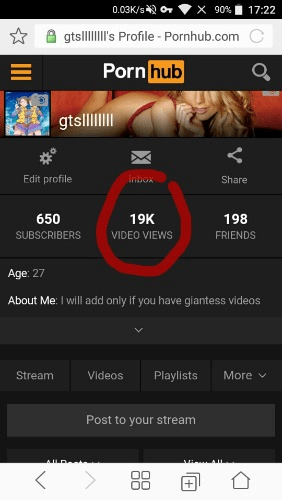 0.03K/s 90% 17:22
gtsllllllll's Profile - Pornhub.com
Porn hub
gtsllllllll
Edit profile Inbox Share
650 19K 198
SUBSCRIBERS VIDEO VIEWS FRIENDS
Age: 27
About Me: I will add only if you have giantess videos
Stream Videos Playlists More
Post to your stream
View All